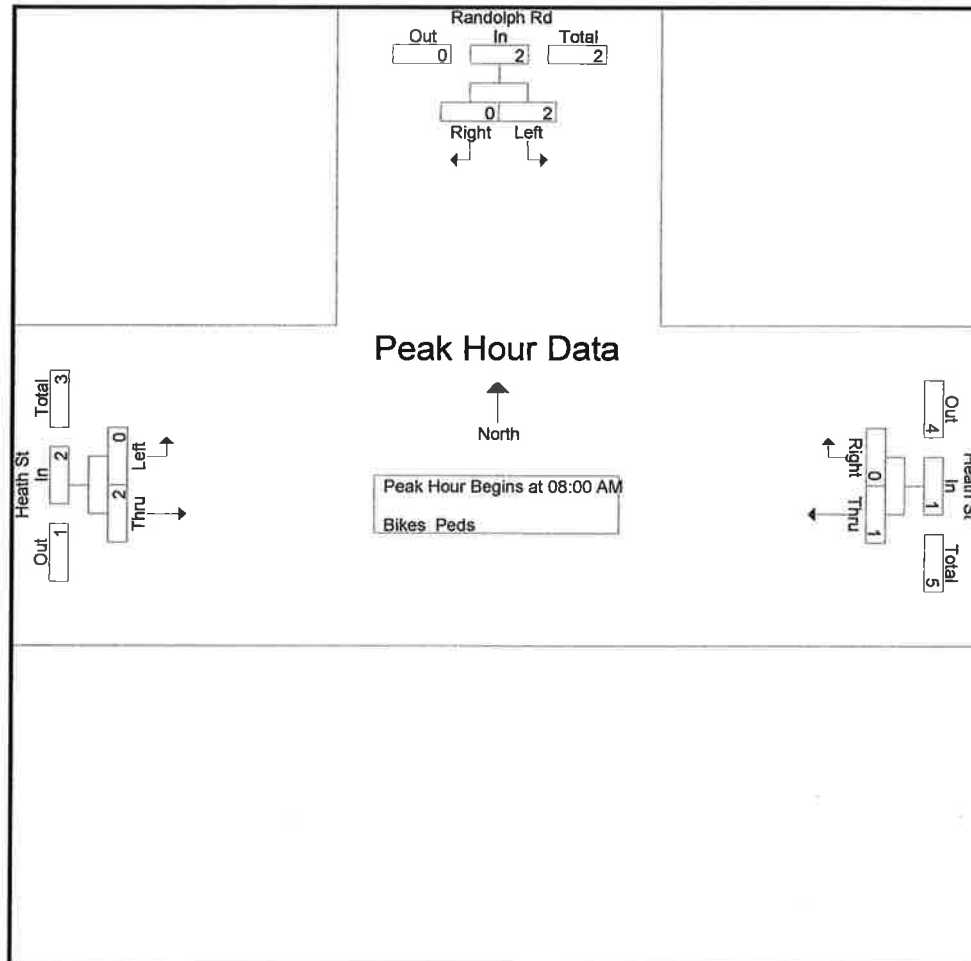 Randolph Rd
Out In Total
0 2 2
0 2
Right Left
Peak Hour Data
North
Peak Hour Begins at 08:00 AM
Bikes Peds
Heath St
Total In Out
3 2 1
0 2
Left Thru
Heath St
Out In Total
4 1 5
0 1
Right Thru